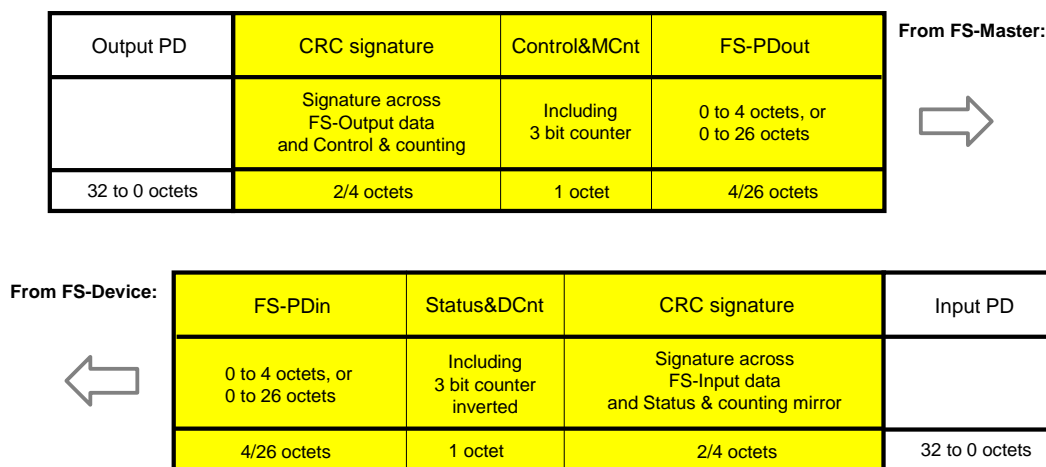 Output PD
CRC signature
Control&MCnt
FS-PDout
From FS-Master:
Signature across
FS-Output data
and Control & counting
Including
3 bit counter
0 to 4 octets, or
0 to 26 octets
32 to 0 octets
2/4 octets
1 octet
4/26 octets
From FS-Device:
FS-PDin
Status&DCnt
CRC signature
Input PD
0 to 4 octets, or
0 to 26 octets
Including
3 bit counter
inverted
Signature across
FS-Input data
and Status & counting mirror
4/26 octets
1 octet
2/4 octets
32 to 0 octets